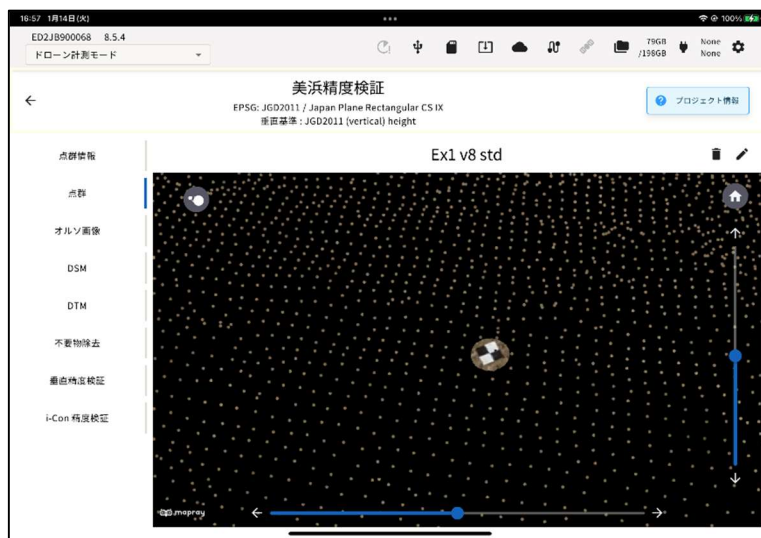 16:57 1月14日(火)
100%
ED2JB900068 8.5.4
ドローン計測モード
79GB
/198GB
None
None
美浜精度検証
EPSG: JGD2011 / Japan Plane Rectangular CS IX
垂直基準 : JGD2011 (vertical) height
プロジェクト情報
点群情報
Ex1 v8 std
点群
オルソ画像
DSM
DTM
不要物除去
垂直精度検証
i-Con 精度検証
mapray